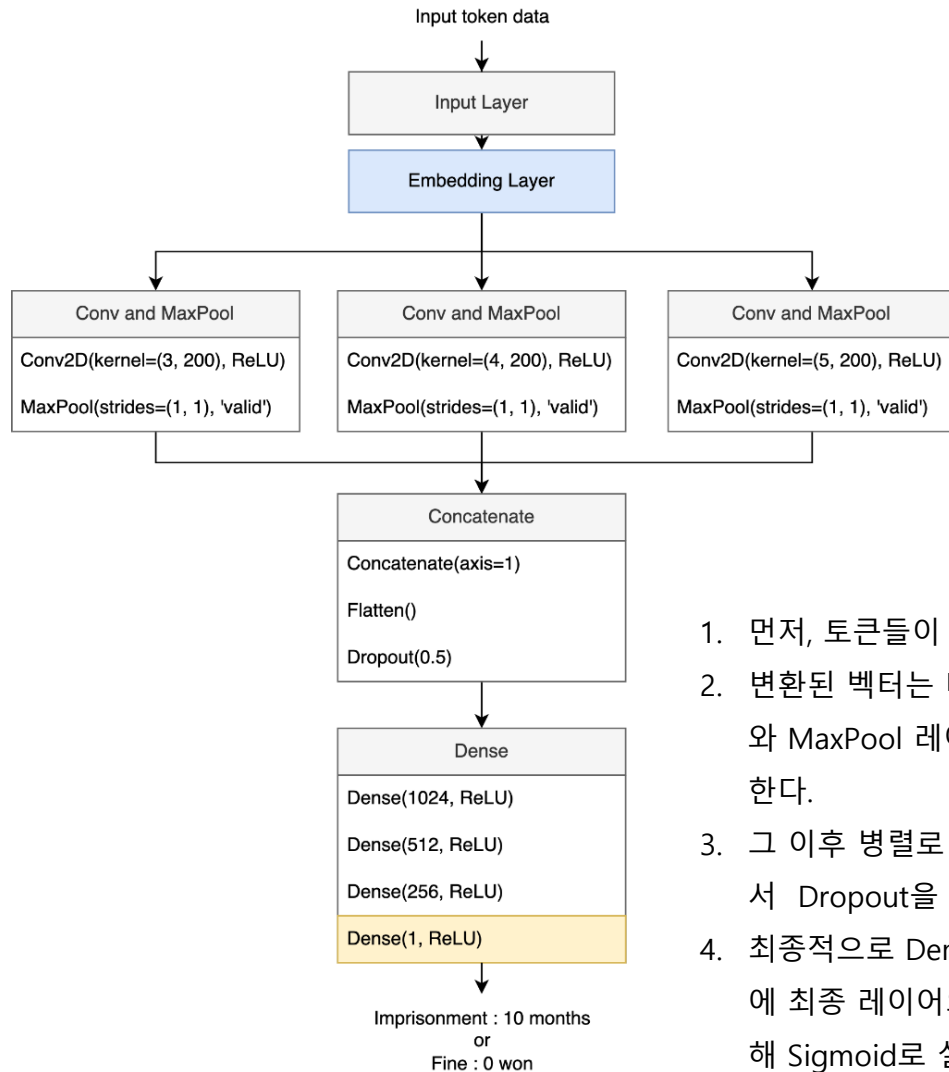 Input token data
Input Layer
Embedding Layer
Conv and MaxPool
Conv2D(kernel=(3, 200), ReLU)
MaxPool(strides=(1, 1), 'valid')
Conv and MaxPool
Conv2D(kernel=(4, 200), ReLU)
MaxPool(strides=(1, 1), 'valid')
Conv and MaxPool
Conv2D(kernel=(5, 200), ReLU)
MaxPool(strides=(1, 1), 'valid')
Concatenate
Concatenate(axis=1)
Flatten()
Dropout(0.5)
Dense
Dense(1024, ReLU)
Dense(512, ReLU)
Dense(256, ReLU)
Dense(1, ReLU)
Imprisonment : 10 months
or
Fine : 0 won
1. 먼저, 토큰들이
2. 변환된 벡터는
와 MaxPool
한다.
3. 그 이후 병렬로
서 Dropout을
4. 최종적으로
에 최종
해 Sigmoid로